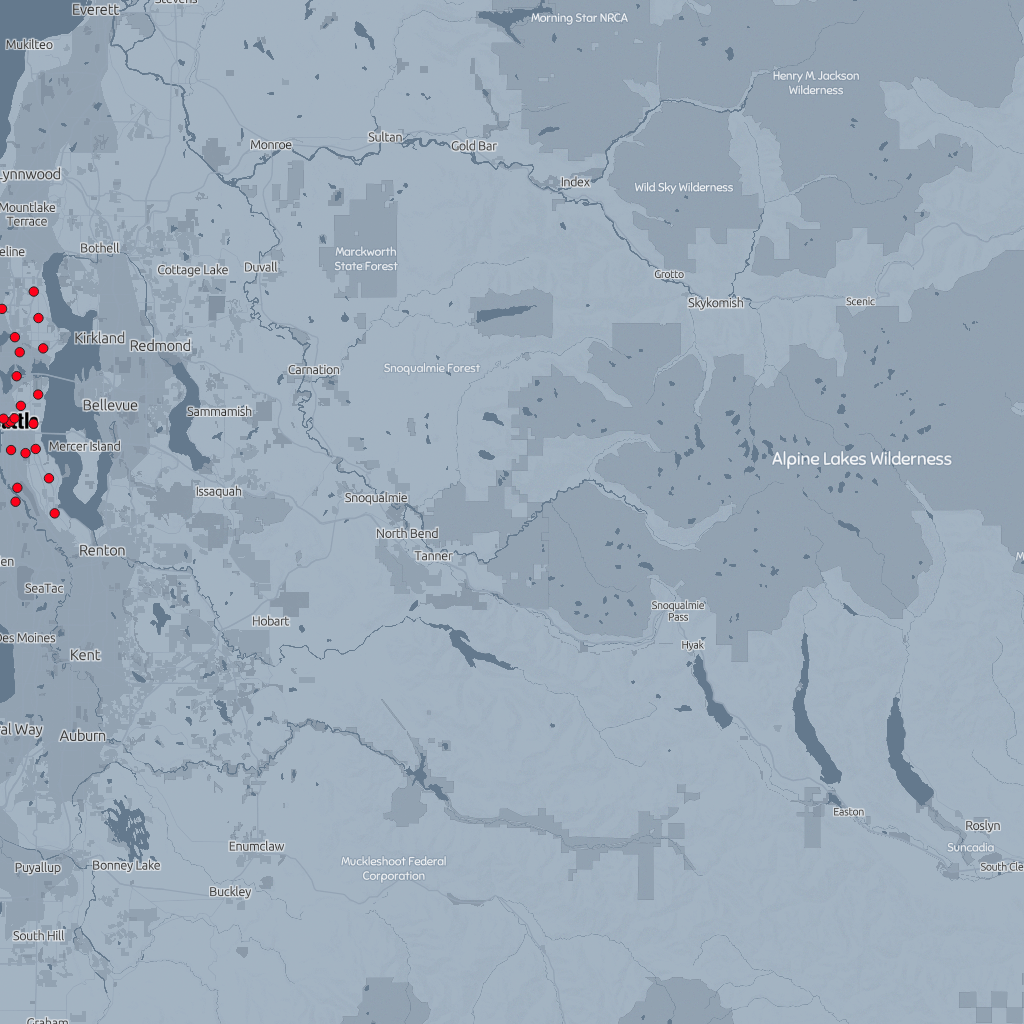 Stevens
Everett
Morning Star NRCA
Mukilteo
Henry M. Jackson
Wilderness
Sultan
Monroe
Gold Bar
Lynnwood
Index
Wild Sky Wilderness
Mountlake
Terrace
eline
Bothell
Marckworth
State Forest
Cottage Lake
Duvall
Grotto
Skykomish
Scenic
Kirkland
Redmond
Carnation
Snoqualmie Forest
Bellevue
Sammamish
attle
Mercer Island
Alpine Lakes Wilderness
Issaquah
Snoqualmie
North Bend
Renton
Tanner
M
en
SeaTac
Snoqualmie
Pass
Hobart
Des Moines
Hyak
Kent
al Way
Auburn
Easton
Roslyn
Enumclaw
Suncadia
Muckleshoot Federal
Corporation
Puyallup
Bonney Lake
South Cle
Buckley
South Hill
Graham